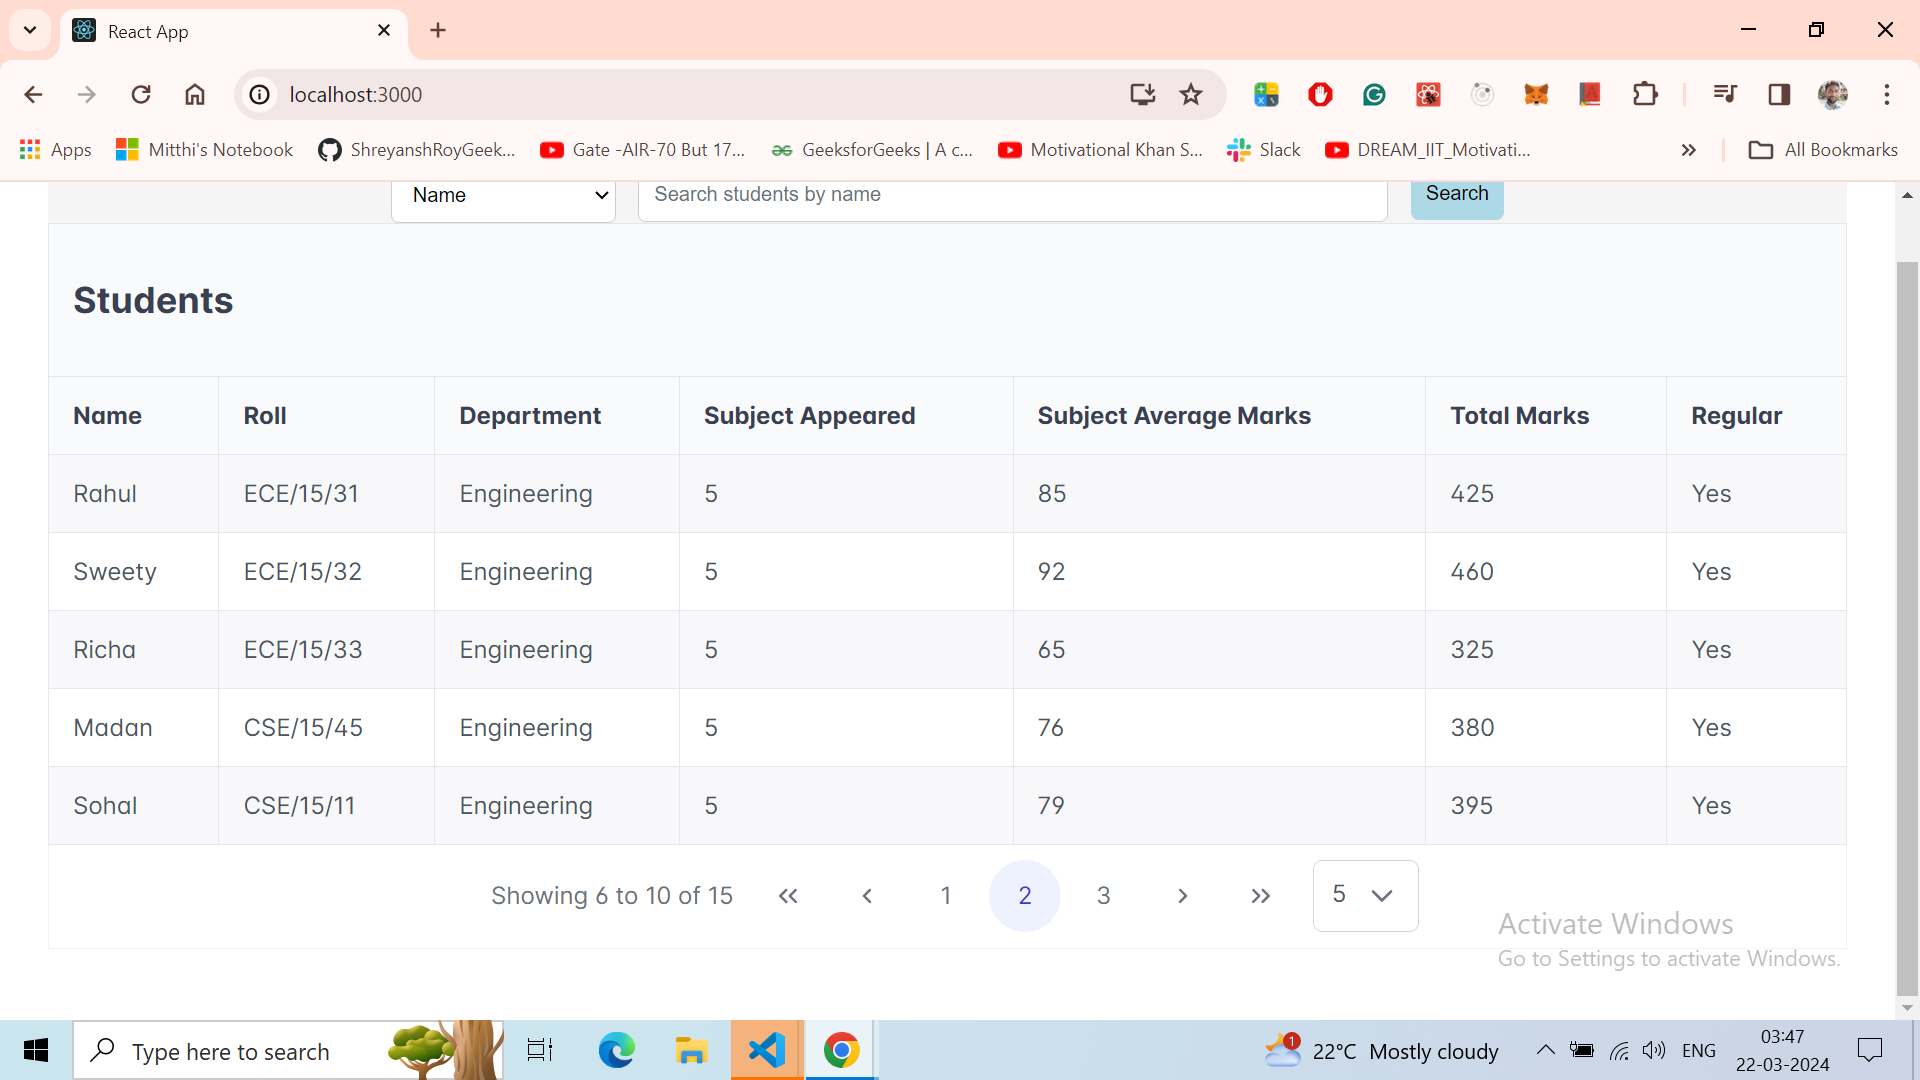 React App
localhost:3000
Apps Mitthi's Notebook ShreyanshRoyGeek... Gate -AIR-70 But 17... GeeksforGeeks | A c... Motivational Khan S... Slack DREAM_IIT_Motivati... » All Bookmarks
Name Search students by name Search
Students
Name Roll Department Subject Appeared Subject Average Marks Total Marks Regular
Rahul ECE/15/31 Engineering 5 85 425 Yes
Sweety ECE/15/32 Engineering 5 92 460 Yes
Richa ECE/15/33 Engineering 5 65 325 Yes
Madan CSE/15/45 Engineering 5 76 380 Yes
Sohal CSE/15/11 Engineering 5 79 395 Yes
Showing 6 to 10 of 15 « ‹ 1 2 3 › » 5
Activate Windows
Go to Settings to activate Windows.
Type here to search 1 22°C Mostly cloudy ENG 03:47
22-03-2024